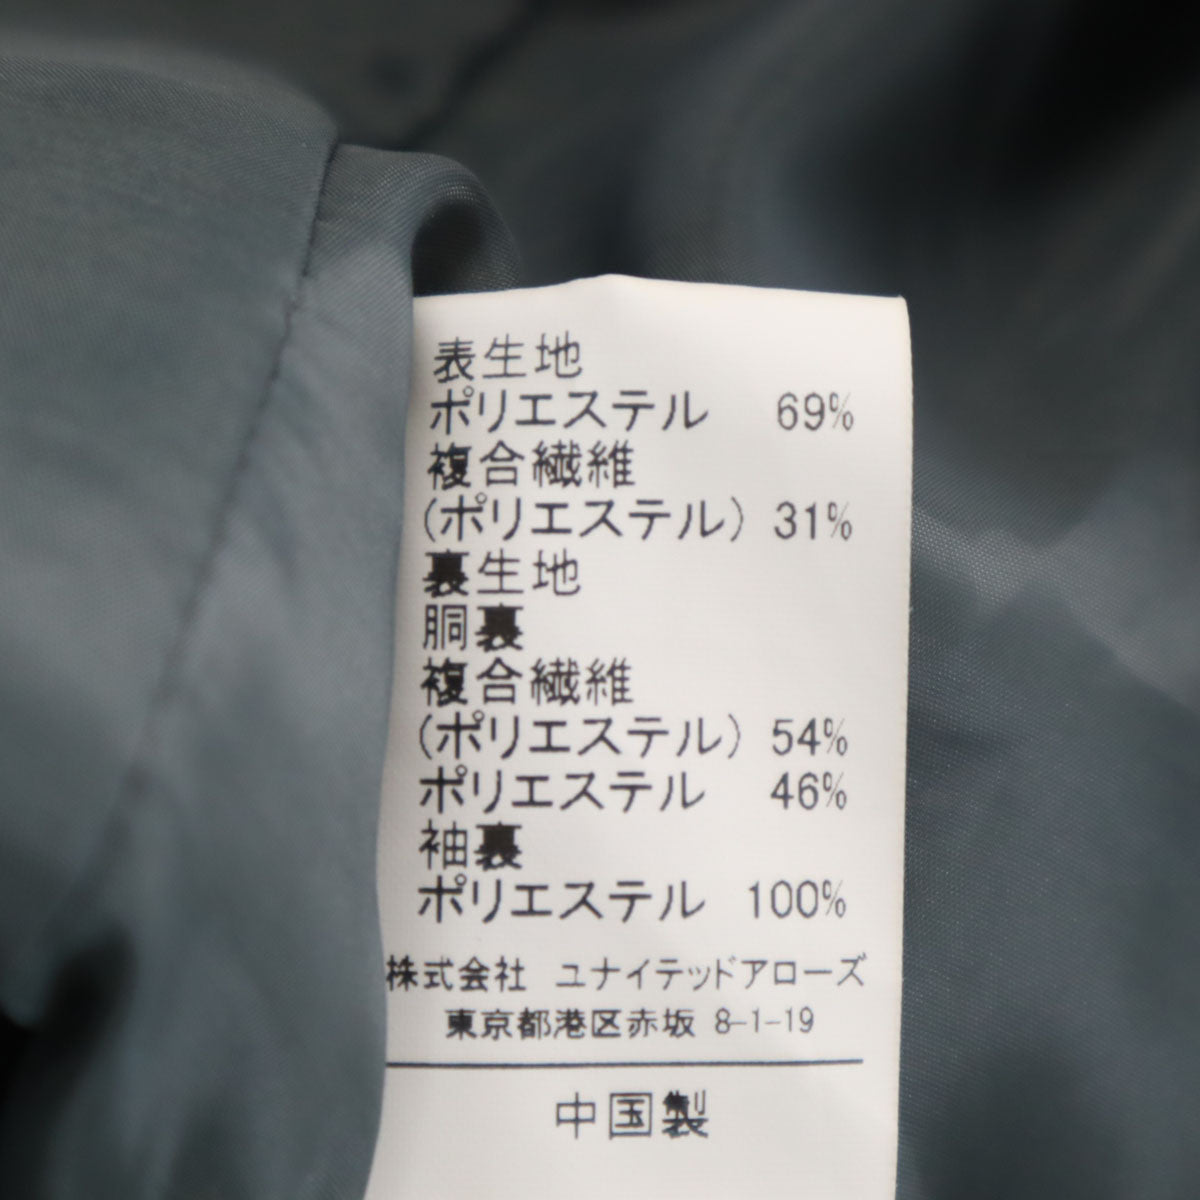 表生地
ポリエステル 69%
複合繊維
(ポリエステル) 31%
裏生地
胴裏
複合繊維
(ポリエステル) 54%
ポリエステル 46%
袖裏
ポリエステル 100%
株式会社 ユナイテッドアローズ
東京都港区赤坂 8-1-19
中国製